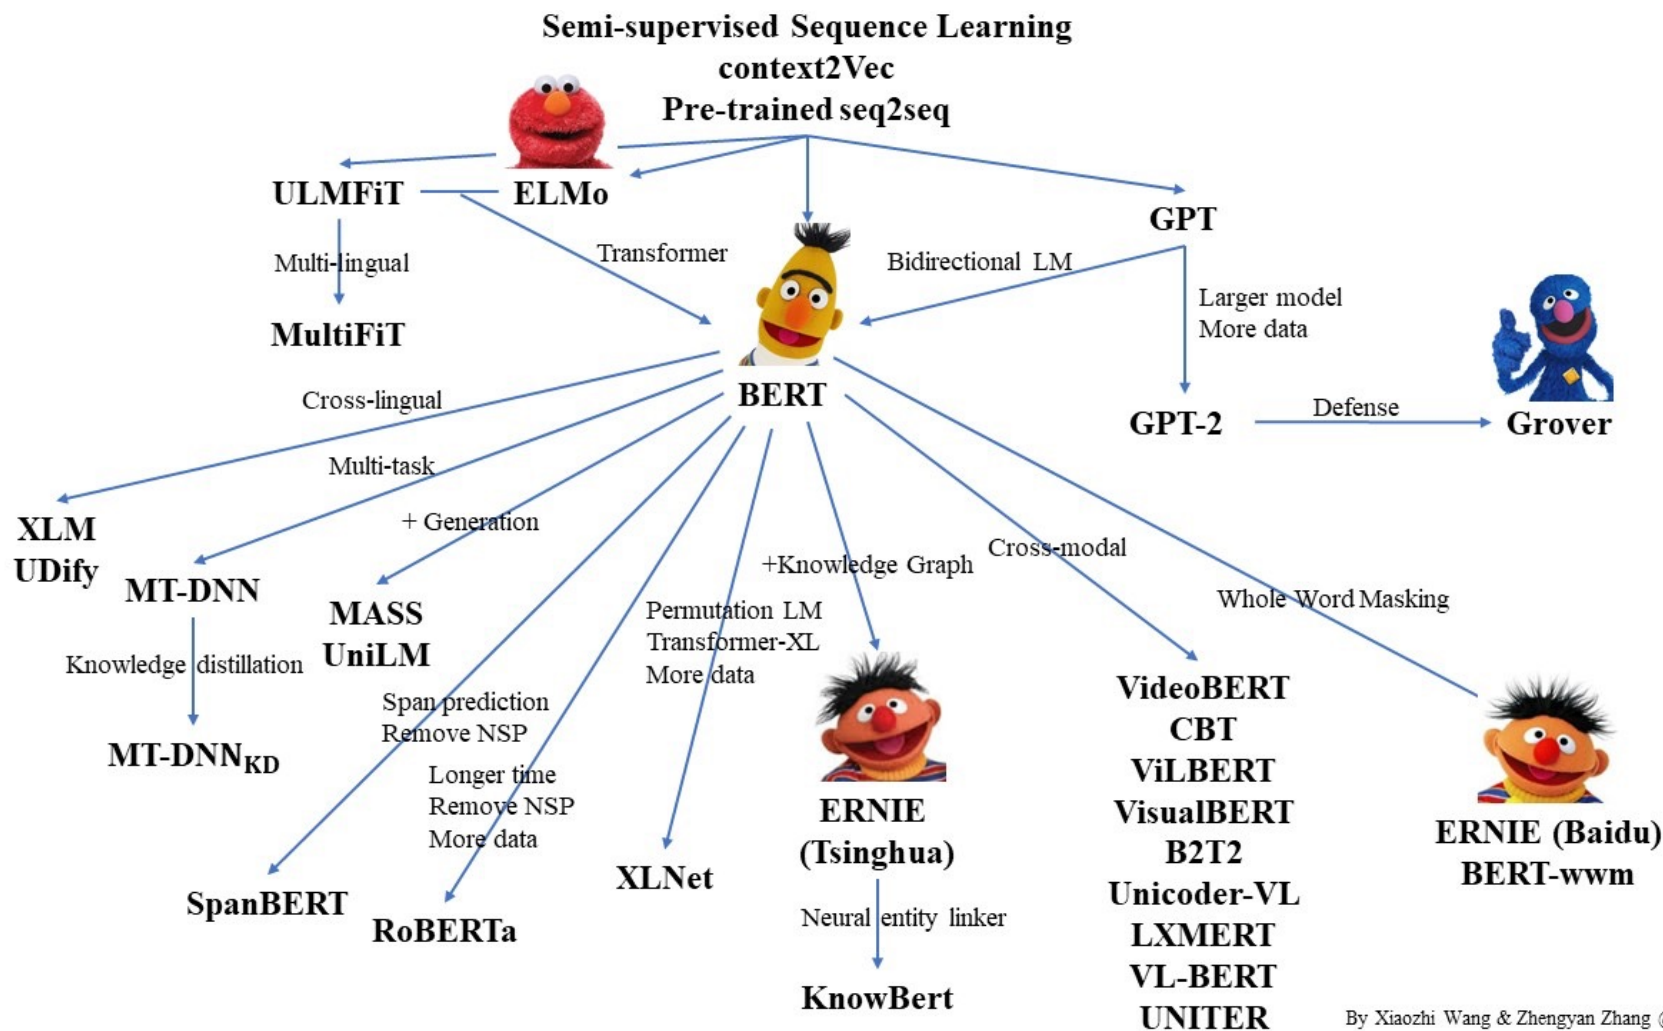 Semi-supervised Sequence Learning
context2Vec
Pre-trained seq2seq
ULMFiT
ELMo
GPT
Multi-lingual
Transformer
Bidirectional LM
Larger model
More data
MultiFiT
BERT
GPT-2
Defense
Grover
Cross-lingual
Multi-task
+ Generation
+Knowledge Graph
Cross-modal
Whole Word Masking
XLM
UDify
MT-DNN
MASS
UniLM
Permutation LM
Transformer-XL
More data
Knowledge distillation
Span prediction
Remove NSP
MT-DNNKD
Longer time
Remove NSP
More data
SpanBERT
RoBERTa
XLNet
ERNIE
(Tsinghua)
Neural entity linker
KnowBert
VideoBERT
CBT
ViLBERT
VisualBERT
B2T2
Unicoder-VL
LXMERT
VL-BERT
UNITER
ERNIE (Baidu)
BERT-wwm
By Xiaozhi Wang & Zhengyan Zhang